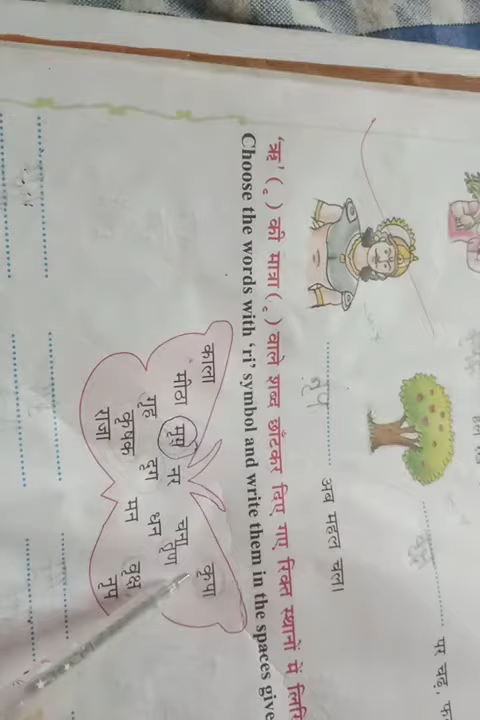 वृक्ष पर चढ़,
नृप अब महल चला।
'ऋ' ( ृ ) की मात्रा ( ृ ) वाले शब्द छाँटकर दिए गए रिक्त स्थानों में
Choose the words with 'ri' symbol and write them in the spaces give
काला कृपा
मीठा मृग नर चना तृण
गृह दृग धन
कृषक मन वृक्ष
राजा नृप